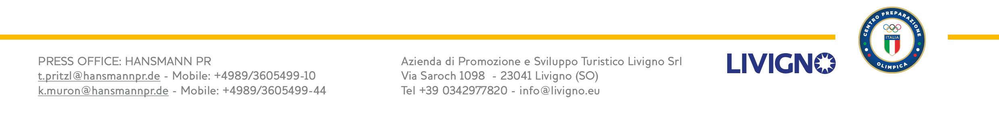 PRESS OFFICE: HANSMANN PR
t.pritzl@hansmannpr.de - Mobile: +4989/3605499-10
k.muron@hansmannpr.de - Mobile: +4989/3605499-44
Azienda di Promozione e Sviluppo Turistico Livigno Srl
Via Saroch 1098 - 23041 Livigno (SO)
Tel +39 0342977820 - info@livigno.eu
LIVIGNO
CENTRO PREPARAZIONE
ITALIA
OLIMPICA